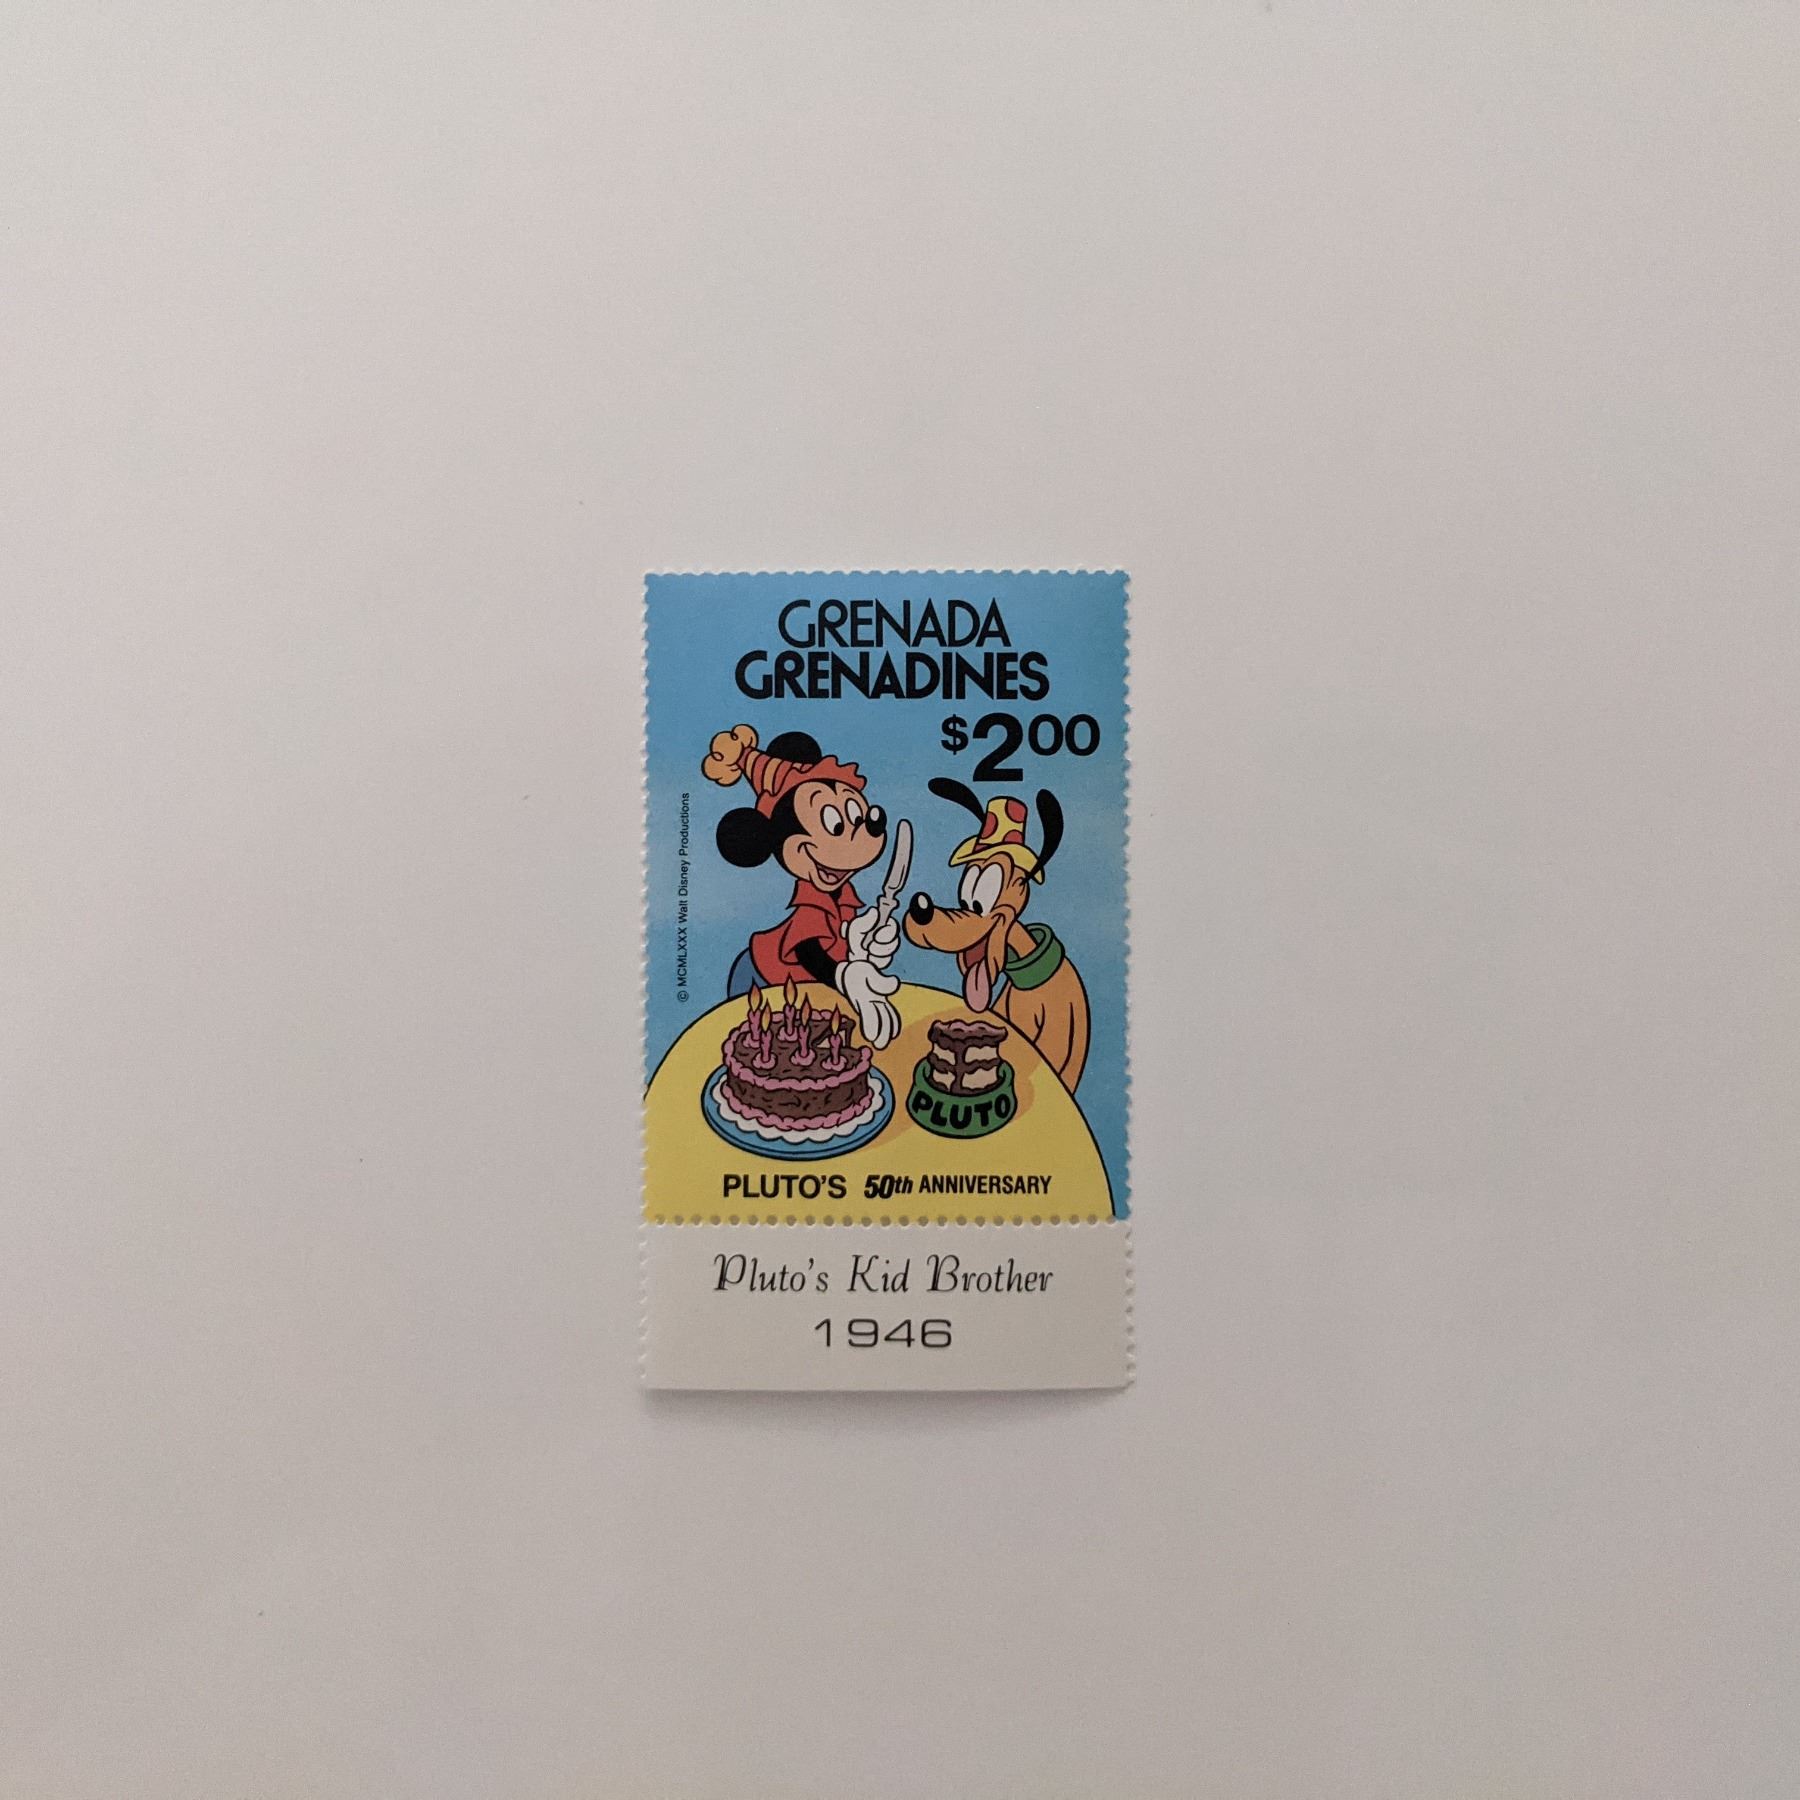 GRENADA
GRENADINES
$2.00
© MCMLXXX Walt Disney Productions
PLUTO
PLUTO'S 50th ANNIVERSARY
Pluto's Kid Brother
1946